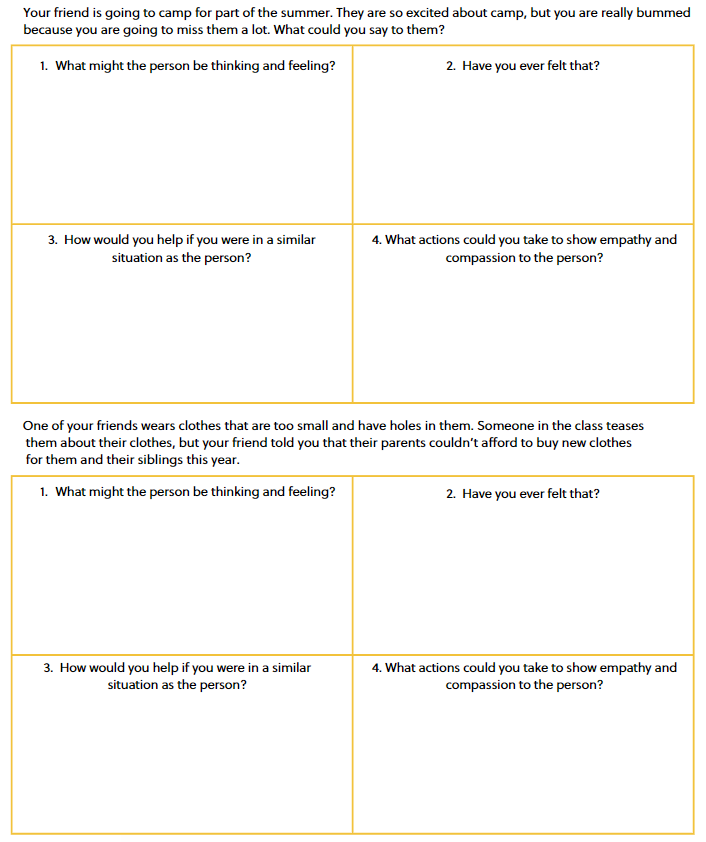 Your friend is going to camp for part of the summer. They are so excited about camp, but you are really bummed
because you are going to miss them a lot. What could you say to them?
1. What might the person be thinking and feeling?
2. Have you ever felt that?
3. How would you help if you were in a similar
situation as the person?
4. What actions could you take to show empathy and
compassion to the person?
One of your friends wears clothes that are too small and have holes in them. Someone in the class teases
them about their clothes, but your friend told you that their parents couldn't afford to buy new clothes
for them and their siblings this year.
1. What might the person be thinking and feeling?
2. Have you ever felt that?
3. How would you help if you were in a similar
situation as the person?
4. What actions could you take to show empathy and
compassion to the person?